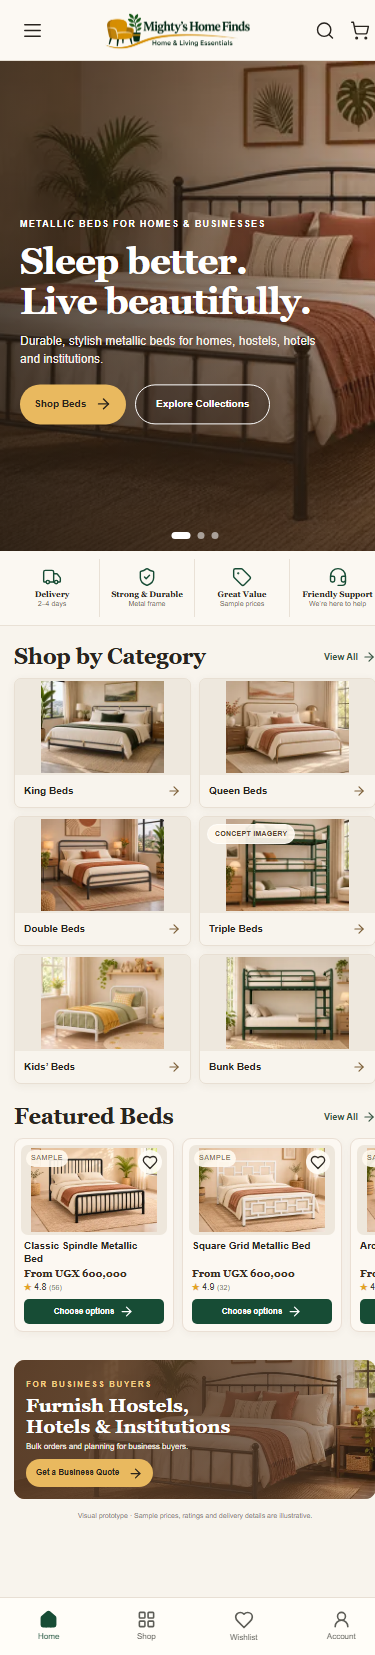 Mighty's Home Finds
Home & Living Essentials
METALLIC BEDS FOR HOMES & BUSINESSES
Sleep better.
Live beautifully.
Durable, stylish metallic beds for homes, hostels, hotels
and institutions.
Shop Beds
Explore Collections
Delivery
2–4 days
Strong & Durable
Metal frame
Great Value
Sample prices
Friendly Support
We're here to help
Shop by Category
View All
King Beds
Queen Beds
CONCEPT IMAGERY
Double Beds
Triple Beds
Kids' Beds
Bunk Beds
Featured Beds
View All
SAMPLE
Classic Spindle Metallic
Bed
From UGX 600,000
4.8 (56)
Choose options
SAMPLE
Square Grid Metallic Bed
From UGX 600,000
4.9 (32)
Choose options
SA
Arc
Fro
4
FOR BUSINESS BUYERS
Furnish Hostels,
Hotels & Institutions
Bulk orders and planning for business buyers.
Get a Business Quote
Visual prototype · Sample prices, ratings and delivery details are illustrative.
Home
Shop
Wishlist
Account